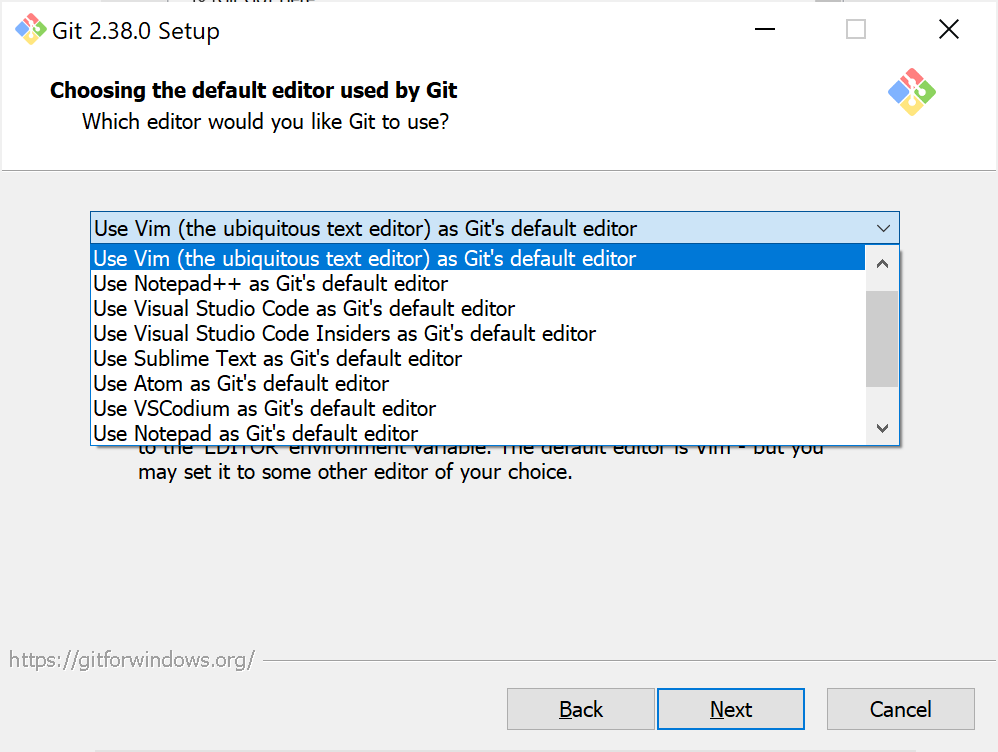 Git 2.38.0 Setup
Choosing the default editor used by Git
Which editor would you like Git to use?
Use Vim (the ubiquitous text editor) as Git's default editor
Use Vim (the ubiquitous text editor) as Git's default editor
Use Notepad++ as Git's default editor
Use Visual Studio Code as Git's default editor
Use Visual Studio Code Insiders as Git's default editor
Use Sublime Text as Git's default editor
Use Atom as Git's default editor
Use VSCodium as Git's default editor
Use Notepad as Git's default editor
to the 'EDITOR' environment variable. The default editor is Vim - but you
may set it to some other editor of your choice.
https://gitforwindows.org/
Back
Next
Cancel